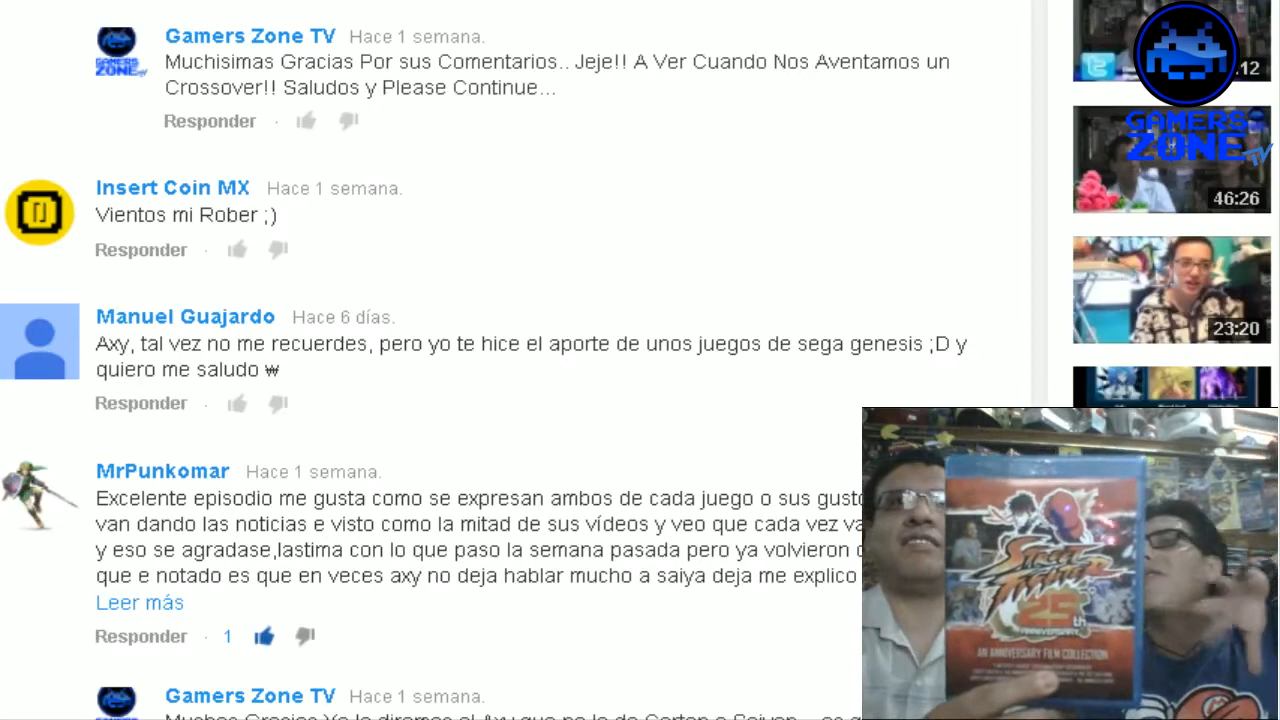 Gamers Zone TV Hace 1 semana.
Muchisimas Gracias Por sus Comentarios.. Jeje!! A Ver Cuando Nos Aventamos un
Crossover!! Saludos y Please Continue...
Responder
Insert Coin MX Hace 1 semana.
Vientos mi Rober ;)
Responder
Manuel Guajardo Hace 6 días.
Axy, tal vez no me recuerdes, pero yo te hice el aporte de unos juegos de sega genesis ;D y
quiero me saludo w
Responder
MrPunkomar Hace 1 semana.
Excelente episodio me gusta como se expresan ambos de cada juego o sus gusto
van dando las noticias e visto como la mitad de sus vídeos y veo que cada vez va
y eso se agradase,lastima con lo que paso la semana pasada pero ya volvieron
que e notado es que en veces axy no deja hablar mucho a saiya deja me explico
Leer más
Responder 1
Gamers Zone TV Hace 1 semana.
GAMERS
ZONE TV
:12
46:26
23:20
STREET
FIGHTER
25th
ANNIVERSARY
AN ANNIVERSARY FILM COLLECTION